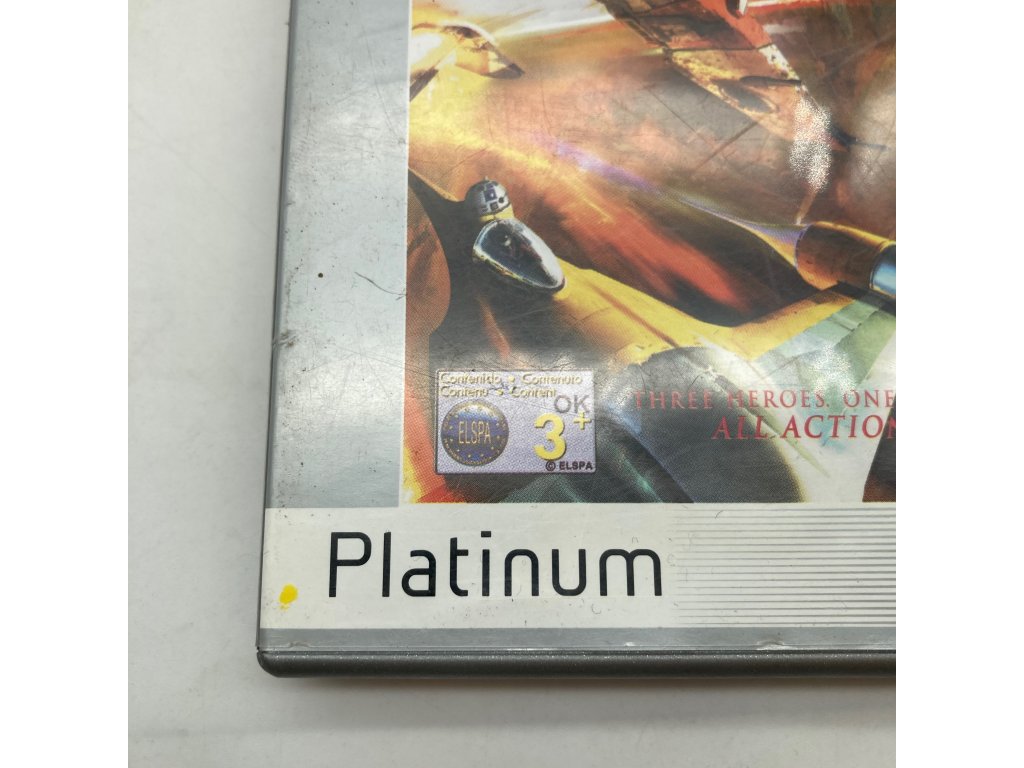 Contenido > Contenuto
Contenu > Content
OK
ELSPA
3+
© ELSPA
THREE HEROES. ONE
ALL ACTION
Platinum